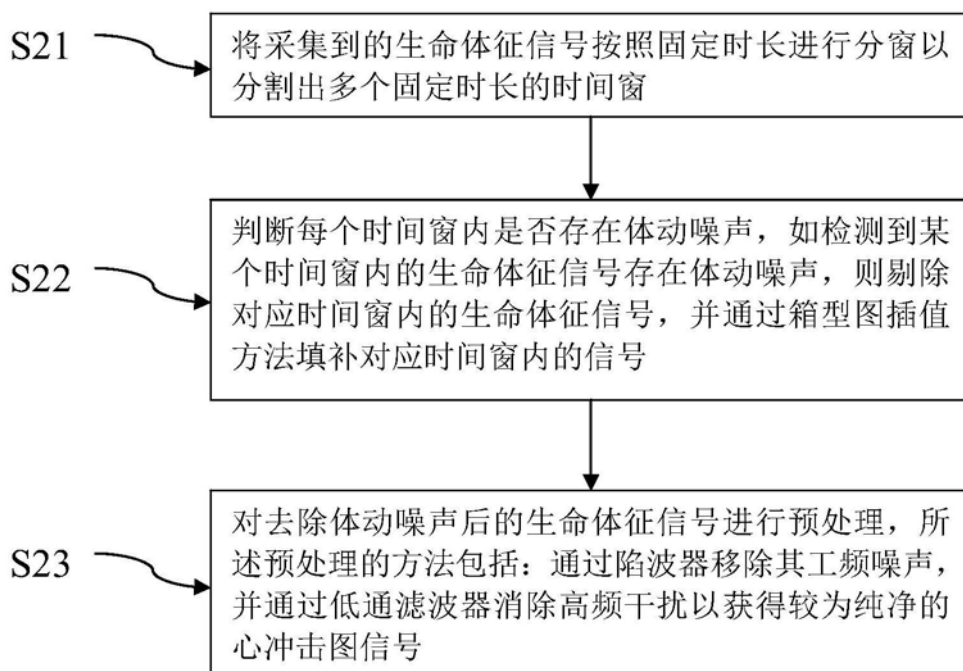 S21
将采集到的生命体征信号按照固定时长进行分窗以
分割出多个固定时长的时间窗
S22
判断每个时间窗内是否存在体动噪声，如检测到某
个时间窗内的生命体征信号存在体动噪声，则剔除
对应时间窗内的生命体征信号，并通过箱型图插值
方法填补对应时间窗内的信号
S23
对去除体动噪声后的生命体征信号进行预处理，所
述预处理的方法包括：通过陷波器移除其工频噪声，
并通过低通滤波器消除高频干扰以获得较为纯净的
心冲击图信号